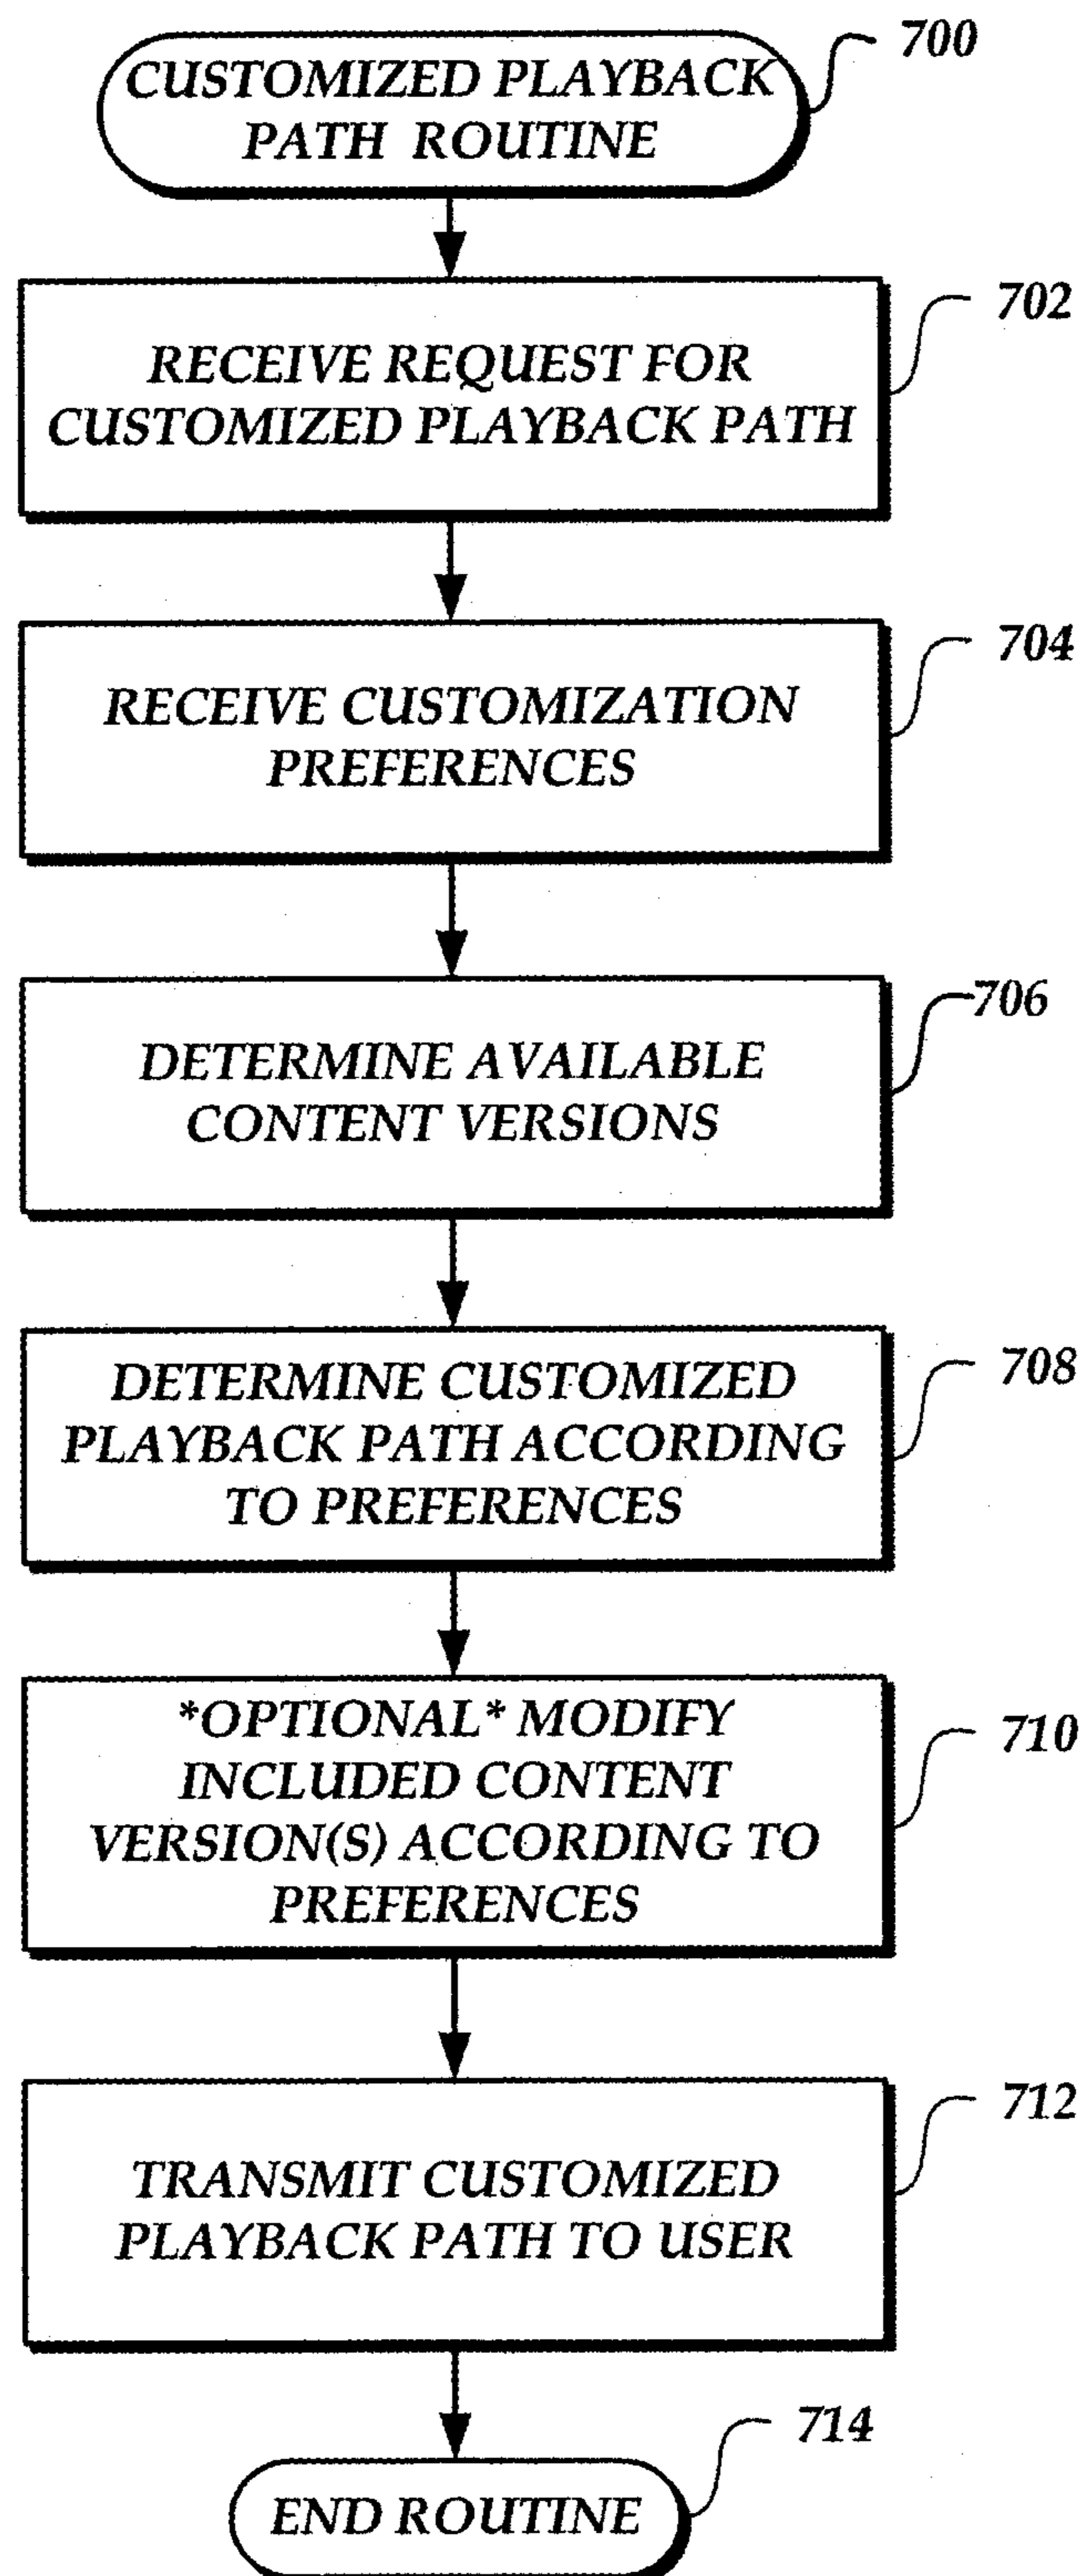 CUSTOMIZED PLAYBACK
PATH ROUTINE
700
RECEIVE REQUEST FOR
CUSTOMIZED PLAYBACK PATH
702
RECEIVE CUSTOMIZATION
PREFERENCES
704
DETERMINE AVAILABLE
CONTENT VERSIONS
706
DETERMINE CUSTOMIZED
PLAYBACK PATH ACCORDING
TO PREFERENCES
708
*OPTIONAL* MODIFY
INCLUDED CONTENT
VERSION(S) ACCORDING TO
PREFERENCES
710
TRANSMIT CUSTOMIZED
PLAYBACK PATH TO USER
712
END ROUTINE
714